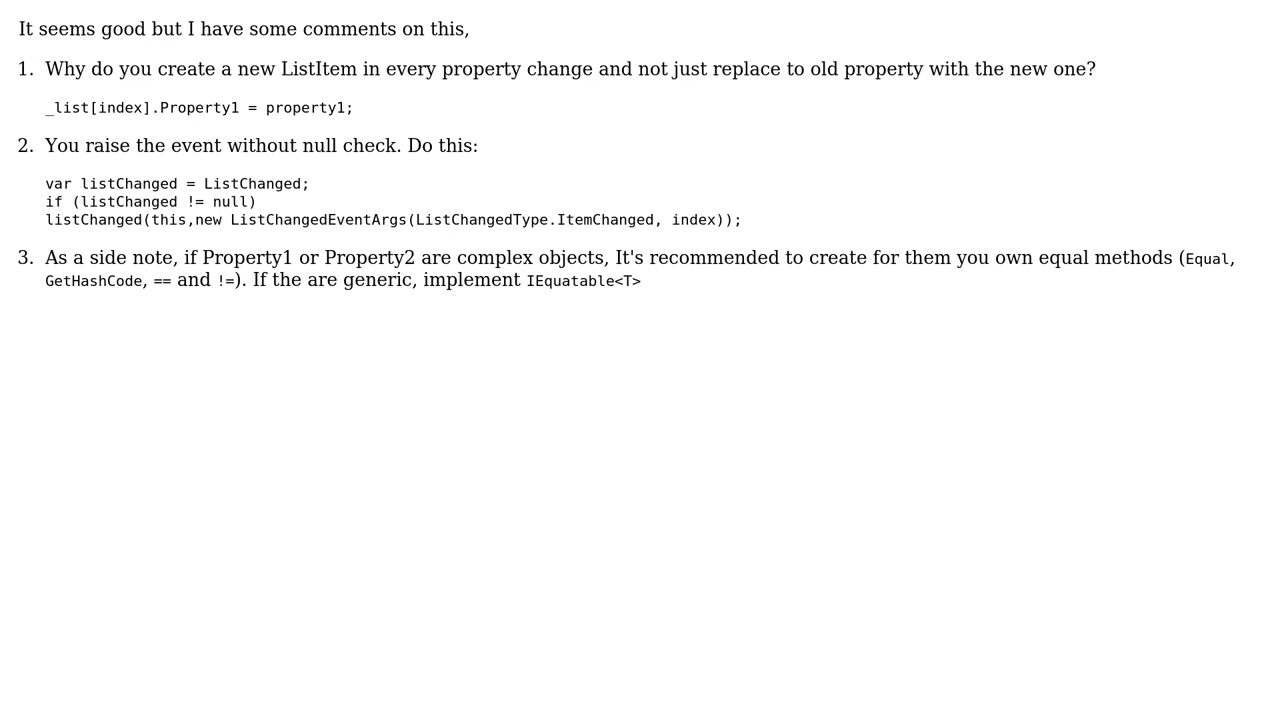 It seems good but I have some comments on this,
1. Why do you create a new ListItem in every property change and not just replace to old property with the new one?
_list[index].Property1 = property1;
2. You raise the event without null check. Do this:
var listChanged = ListChanged;
if (listChanged != null)
listChanged(this,new ListChangedEventArgs(ListChangedType.ItemChanged, index));
3. As a side note, if Property1 or Property2 are complex objects, It's recommended to create for them you own equal methods (Equal,
GetHashCode, == and !=). If the are generic, implement IEquatable<T>